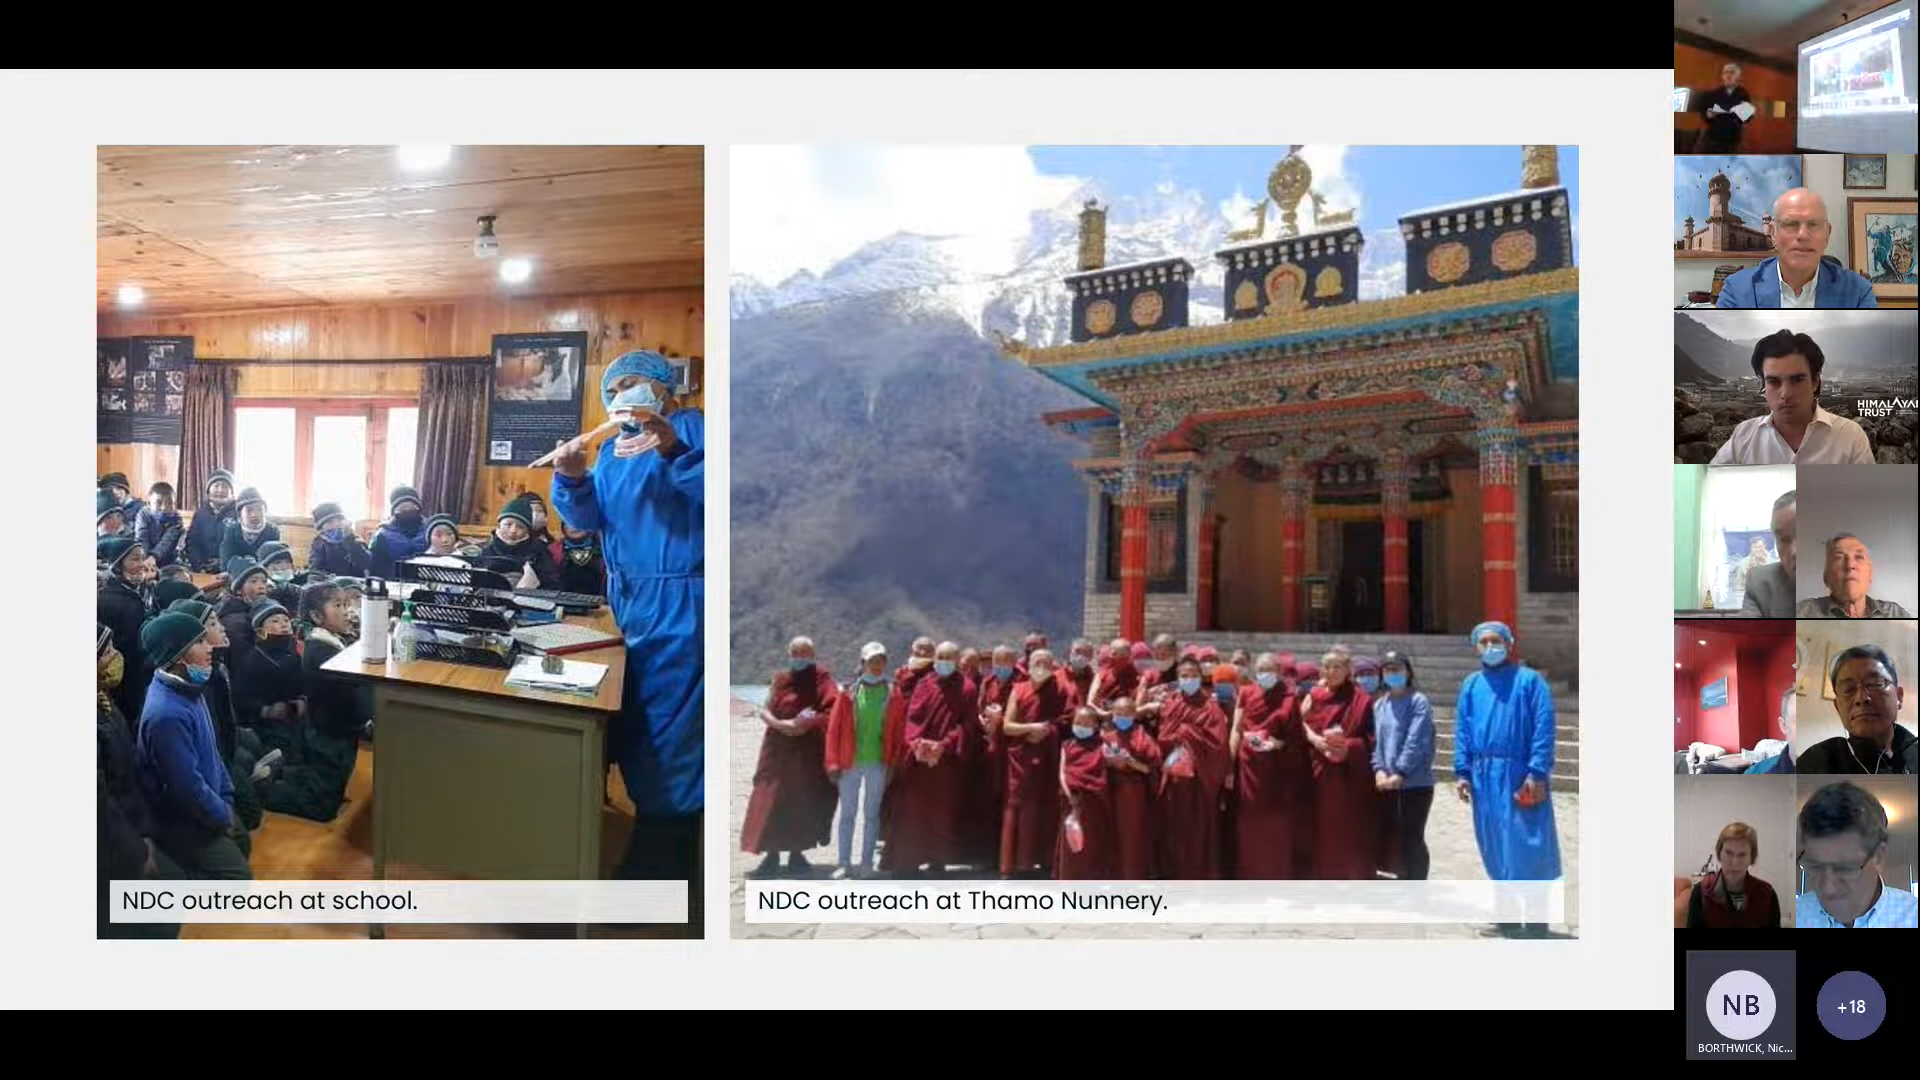 NDC outreach at school.
NDC outreach at Thamo Nunnery.
HIMALAYAN
TRUST
NB
BORTHWICK, Nic...
+18